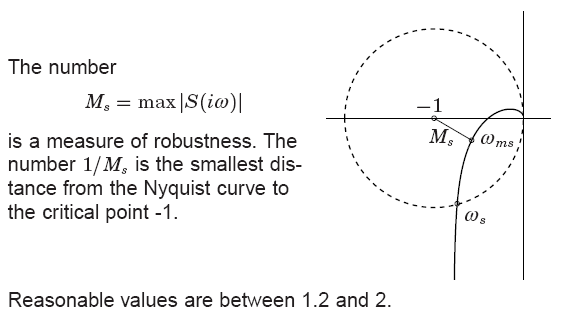 The number
M_s = max|S(iω)|
is a measure of robustness. The
number 1/M_s is the smallest dis-
tance from the Nyquist curve to
the critical point -1.
−1
M_s
ω_ms
ω_s
Reasonable values are between 1.2 and 2.